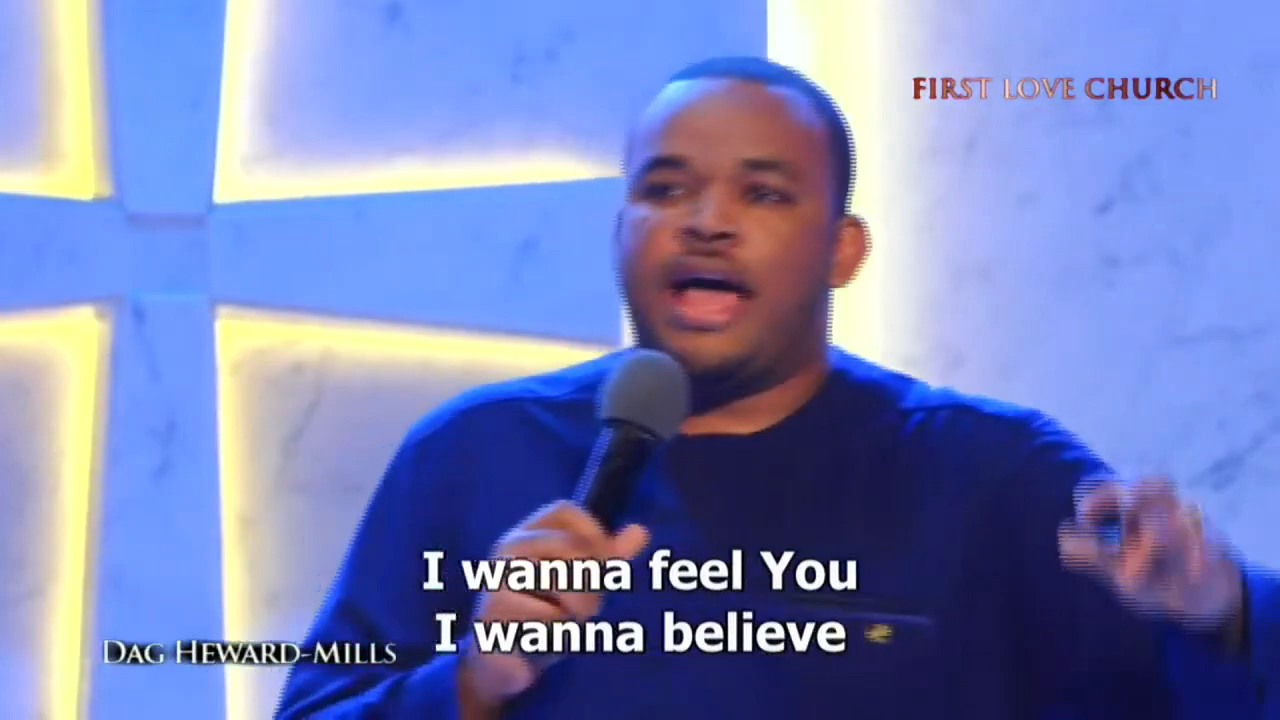 FIRST LOVE CHURCH
I wanna feel You
I wanna believe
DAG HEWARD-MILLS